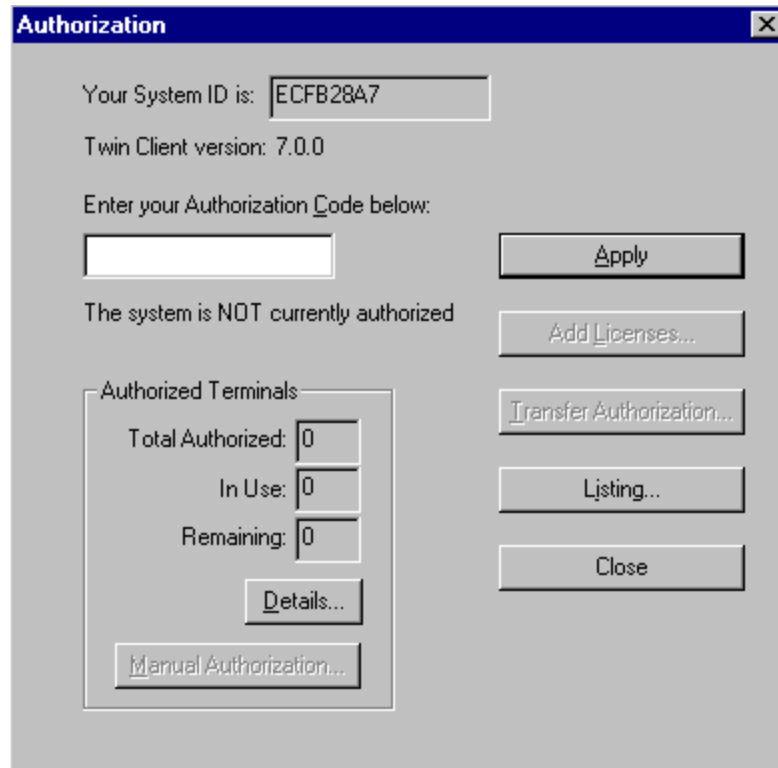 Authorization
Your System ID is: ECFB28A7
Twin Client version: 7.0.0
Enter your Authorization Code below:
Apply
The system is NOT currently authorized
Add Licenses...
Authorized Terminals
Transfer Authorization...
Total Authorized: 0
In Use: 0
Listing...
Remaining: 0
Close
Details...
Manual Authorization...